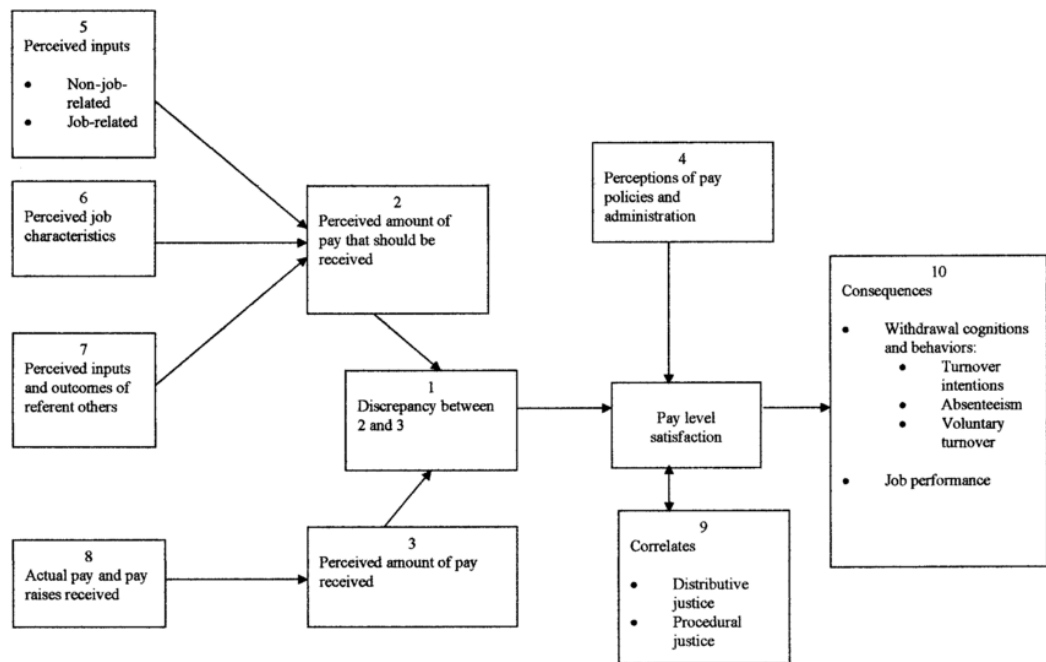 5
Perceived inputs
● Non-job-
related
● Job-related
6
Perceived job
characteristics
7
Perceived inputs
and outcomes of
referent others
8
Actual pay and pay
raises received
2
Perceived amount of
pay that should be
received
1
Discrepancy between
2 and 3
3
Perceived amount of pay
received
4
Perceptions of pay
policies and
administration
Pay level
satisfaction
9
Correlates
● Distributive
justice
● Procedural
justice
10
Consequences
● Withdrawal cognitions
and behaviors:
● Turnover
intentions
● Absenteeism
● Voluntary
turnover
● Job performance